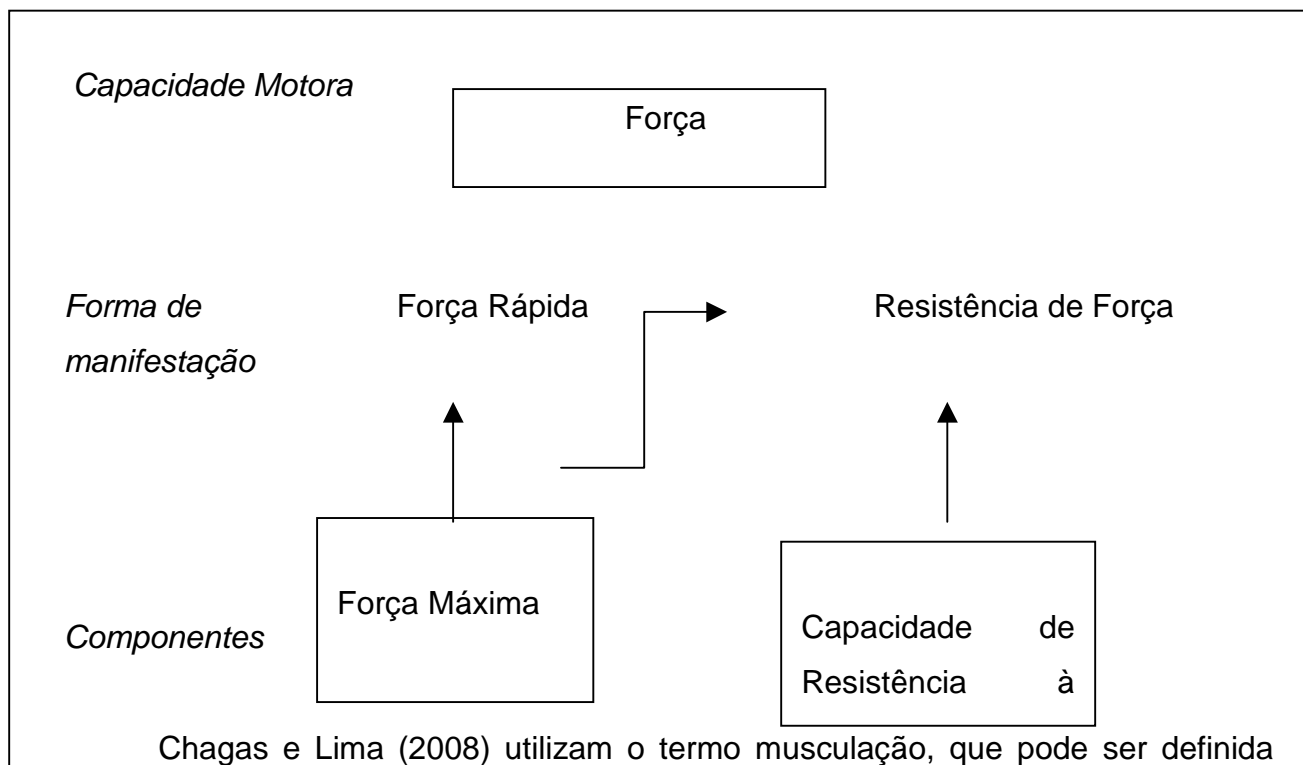 Capacidade Motora
Força
Forma de
manifestação
Força Rápida
Resistência de Força
Componentes
Força Máxima
Capacidade de
Resistência à
Chagas e Lima (2008) utilizam o termo musculação, que pode ser definida